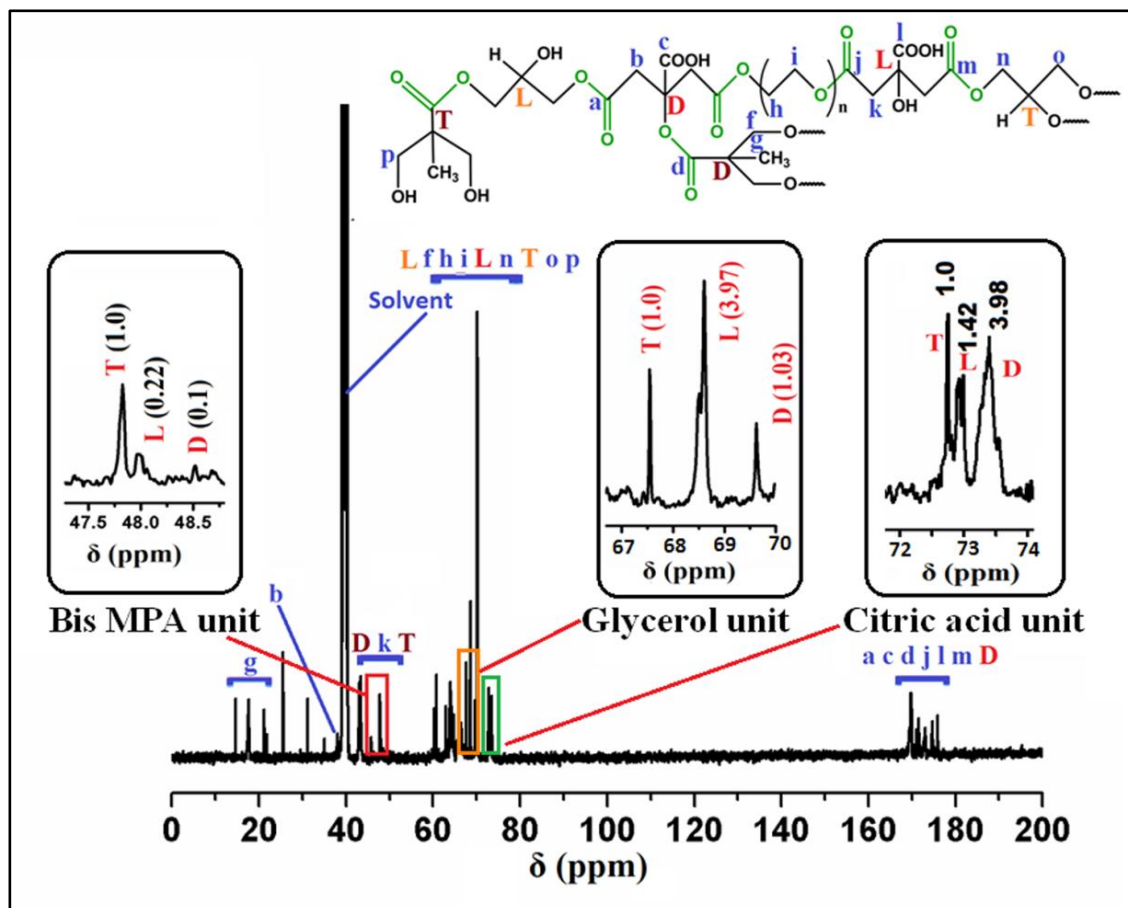 O
OH
H
O
L
O
O
T
p
CH₃
OH
OH
b
c
COOH
a
O
D
O
O
O
d
O
f
g
CH₃
D
O
O
i
h
O
n
O
j
l
COOH
L
k
OH
O
m
O
n
o
O
H
T
O
L f h i L n T o p
Solvent
T (1.0)
L (0.22)
D (0.1)
47.5 48.0 48.5
δ (ppm)
T (1.0)
L (3.97)
D (1.03)
67 68 69 70
δ (ppm)
1.0
1.42
3.98
T
L
D
72 73 74
δ (ppm)
b
Bis MPA unit
Glycerol unit
Citric acid unit
g
D k T
a c d j l m D
0 20 40 60 80 100 120 140 160 180 200
δ (ppm)